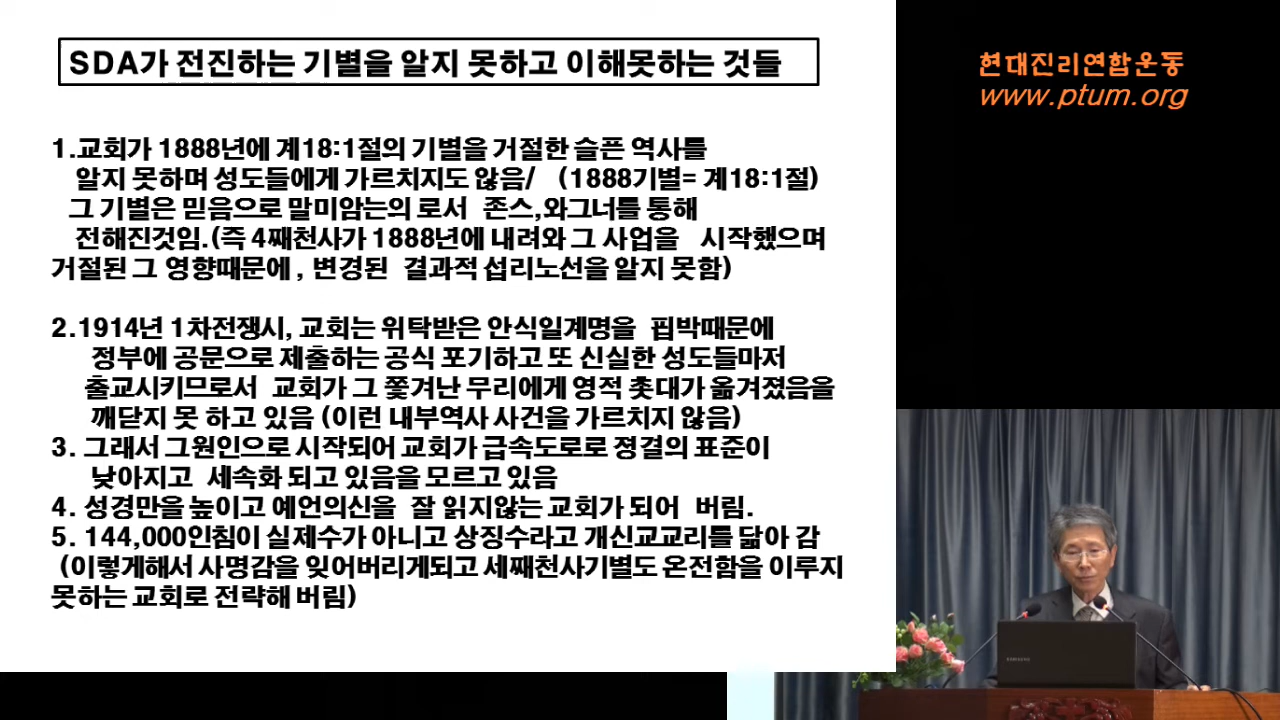 SDA가 전진하는 기별을 알지 못하고 이해못하는 것들
현대진리연합운동
www.ptum.org
1.교회가 1888년에 계18:1절의 기별을 거절한 슬픈 역사를
알지 못하며 성도들에게 가르치지도 않음/ (1888기별= 계18:1절)
그 기별은 믿음으로 말미암는의 로서 존스,와그너를 통해
전해진것임.(즉 4째천사가 1888년에 내려와 그 사업을 시작했으며
거절된 그 영향때문에 , 변경된 결과적 섭리노선을 알지 못함)
2.1914년 1차전쟁시, 교회는 위탁받은 안식일계명을 핍박때문에
정부에 공문으로 제출하는 공식 포기하고 또 신실한 성도들마저
출교시키므로서 교회가 그 쫓겨난 무리에게 영적 촛대가 옮겨졌음을
깨닫지 못 하고 있음 (이런 내부역사 사건을 가르치지 않음)
3. 그래서 그원인으로 시작되어 교회가 급속도로로 정결의 표준이
낮아지고 세속화 되고 있음을 모르고 있음
4. 성경만을 높이고 예언의신을 잘 읽지않는 교회가 되어 버림.
5. 144,000인침이 실제수가 아니고 상징수라고 개신교교리를 닮아 감
(이렇게해서 사명감을 잊어버리게되고 세째천사기별도 온전함을 이루지
못하는 교회로 전략해 버림)
SAMSUNG